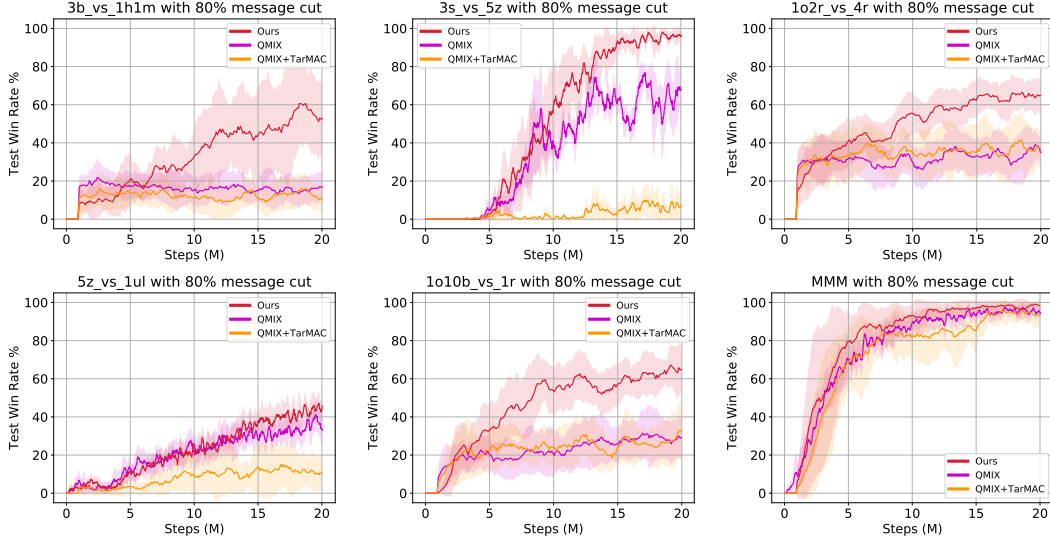 3b_vs_1h1m with 80% message cut
Test Win Rate %
100
80
60
40
20
0
Ours
QMIX
QMIX+TarMAC
0 5 10 15 20
Steps (M)
3s_vs_5z with 80% message cut
Test Win Rate %
100
80
60
40
20
0
Ours
QMIX
QMIX+TarMAC
0 5 10 15 20
Steps (M)
1o2r_vs_4r with 80% message cut
Test Win Rate %
100
80
60
40
20
0
Ours
QMIX
QMIX+TarMAC
0 5 10 15 20
Steps (M)
5z_vs_1ul with 80% message cut
Test Win Rate %
100
80
60
40
20
0
Ours
QMIX
QMIX+TarMAC
0 5 10 15 20
Steps (M)
1o10b_vs_1r with 80% message cut
Test Win Rate %
100
80
60
40
20
0
Ours
QMIX
QMIX+TarMAC
0 5 10 15 20
Steps (M)
MMM with 80% message cut
Test Win Rate %
100
80
60
40
20
0
Ours
QMIX
QMIX+TarMAC
0 5 10 15 20
Steps (M)